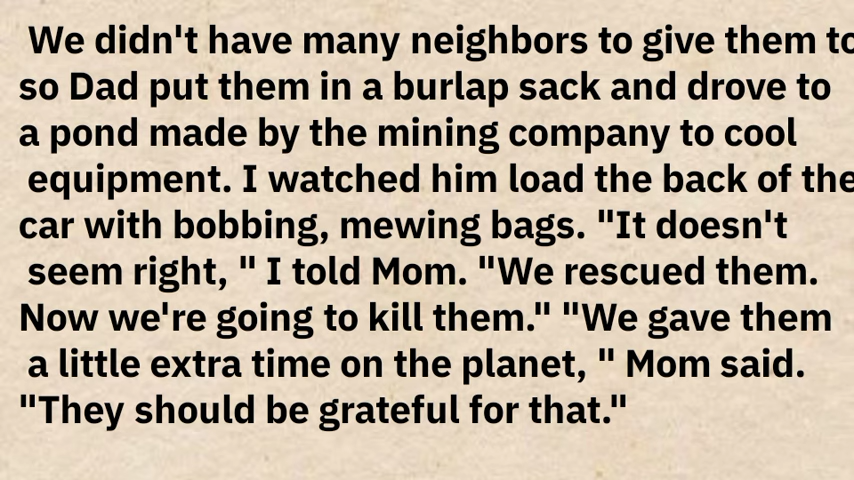 We didn't have many neighbors to give them to
so Dad put them in a burlap sack and drove to
a pond made by the mining company to cool
equipment. I watched him load the back of the
car with bobbing, mewing bags. "It doesn't
seem right, " I told Mom. "We rescued them.
Now we're going to kill them." "We gave them
a little extra time on the planet, " Mom said.
"They should be grateful for that."